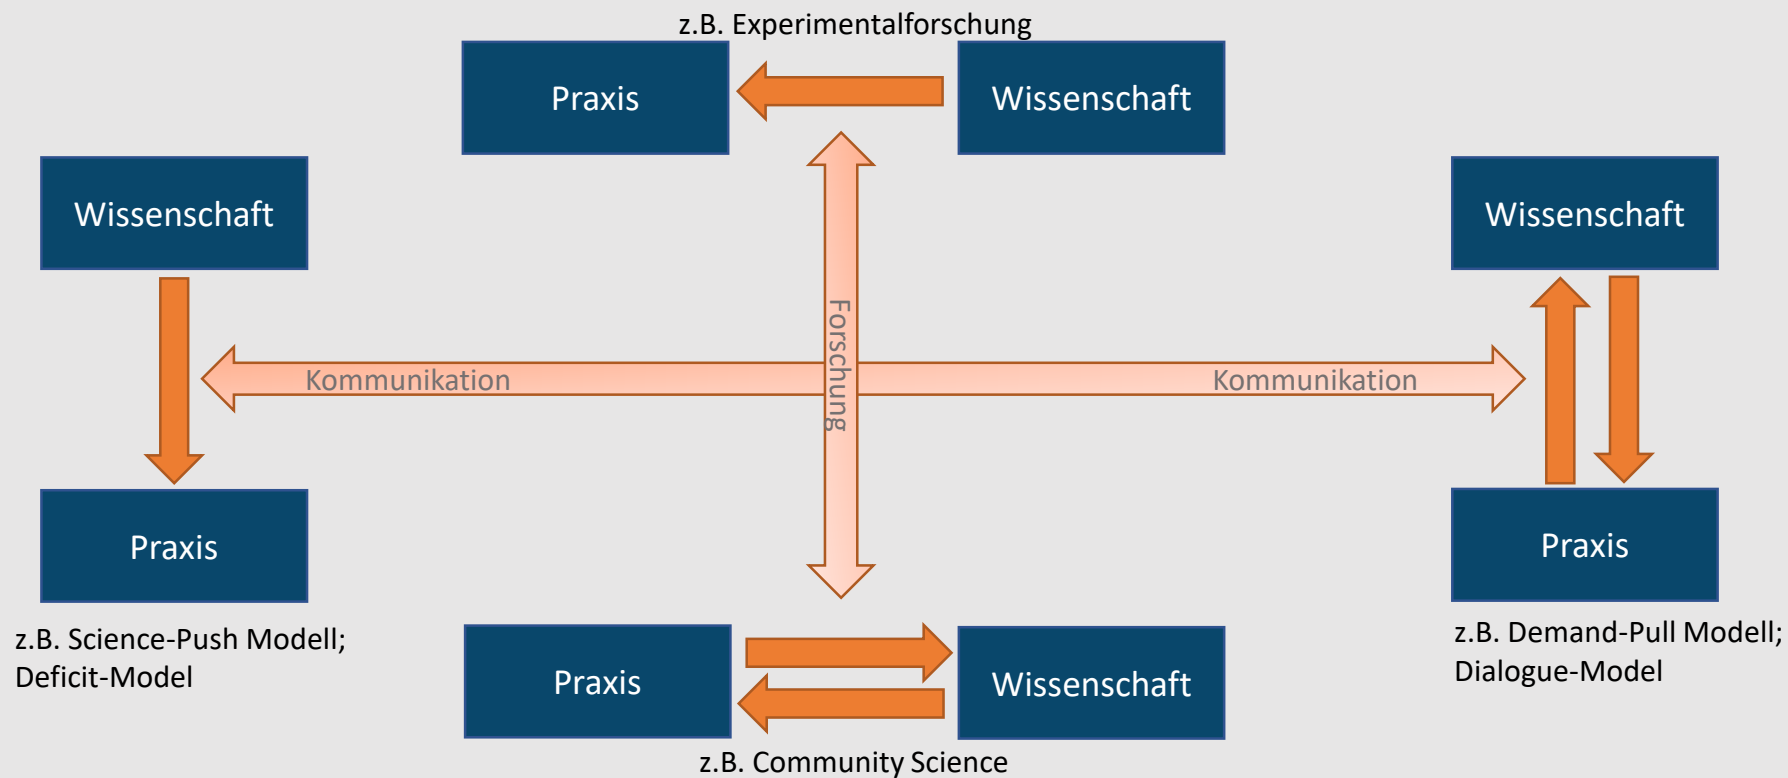 z.B. Experimentalforschung
Praxis
Wissenschaft
Wissenschaft
Wissenschaft
Forschung
Kommunikation
Kommunikation
Praxis
Praxis
z.B. Science-Push Modell;
Deficit-Model
z.B. Demand-Pull Modell;
Dialogue-Model
Praxis
Wissenschaft
z.B. Community Science